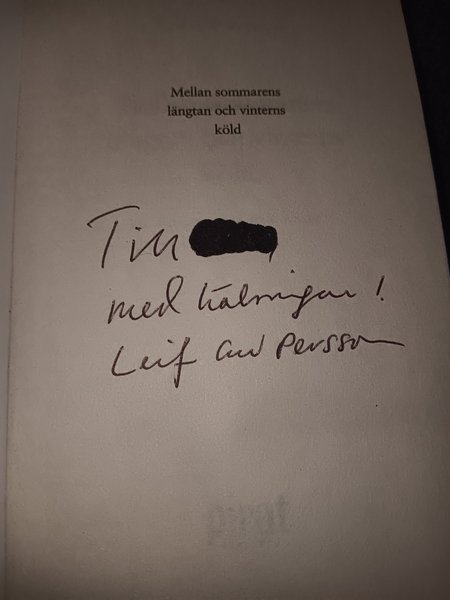 Mellan sommarens
längtan och vinterns
köld
Till
med hälsningar!
Leif GW Persson